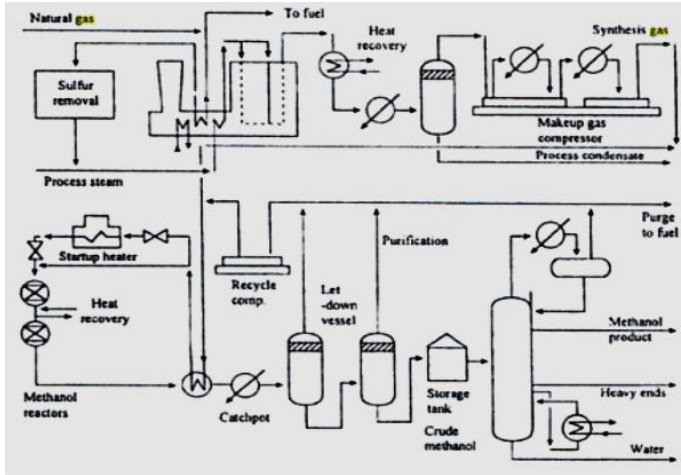 Natural gas
To fuel
Heat
recovery
Synthesis gas
Sulfur
removal
Makeup gas
compressor
Process condensate
Process steam
Purification
Purge
to fuel
Startup heater
Recycle
comp.
Let
-down
vessel
Heat
recovery
Methanol
product
Methanol
reactors
Catchpot
Storage
tank
Crude
methanol
Heavy ends
Water